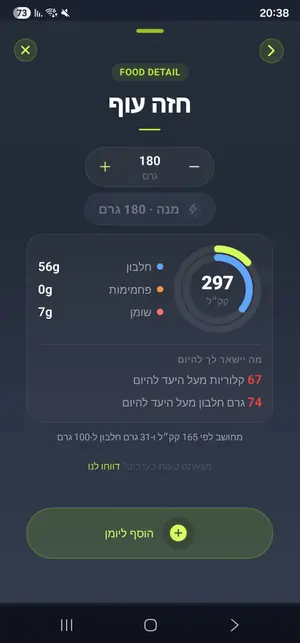 73
20:38
FOOD DETAIL
חזה עוף
180
גרם
מנה · 180 גרם
297
קק״ל
חלבון 56g
פחמימות 0g
שומן 7g
מה יישאר לך להיום
67 קלוריות מעל היעד להיום
74 גרם חלבון מעל היעד להיום
מחושב לפי 165 קק״ל ו-31 גרם חלבון ל-100 גרם
מצאתם טעות בערכים? דווחו לנו
הוסף ליומן